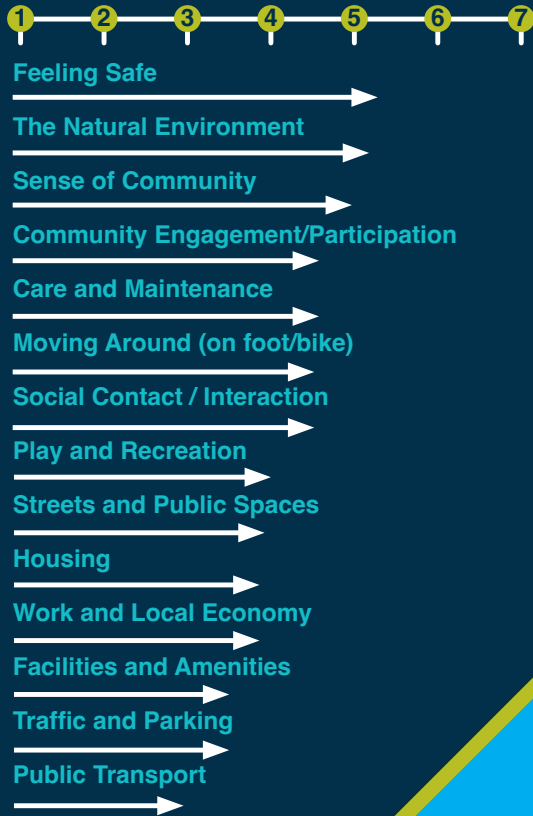 1 2 3 4 5 6 7
Feeling Safe
The Natural Environment
Sense of Community
Community Engagement/Participation
Care and Maintenance
Moving Around (on foot/bike)
Social Contact / Interaction
Play and Recreation
Streets and Public Spaces
Housing
Work and Local Economy
Facilities and Amenities
Traffic and Parking
Public Transport